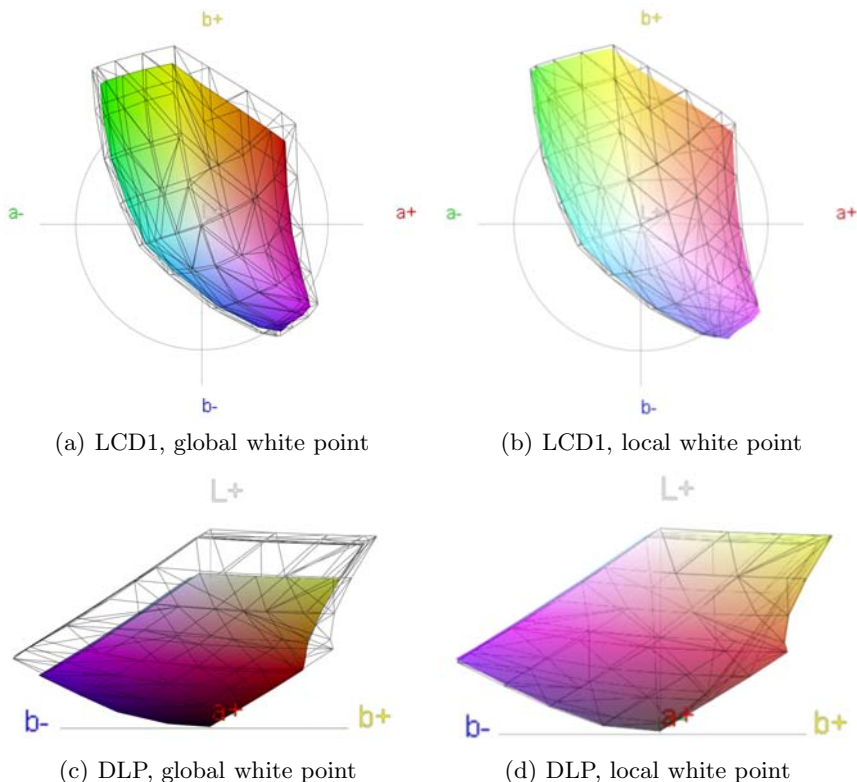 b+
b+
a-
a+
a-
a+
b-
b-
(a) LCD1, global white point
(b) LCD1, local white point
L+
L+
b-
a+
b+
b-
a+
b+
(c) DLP, global white point
(d) DLP, local white point